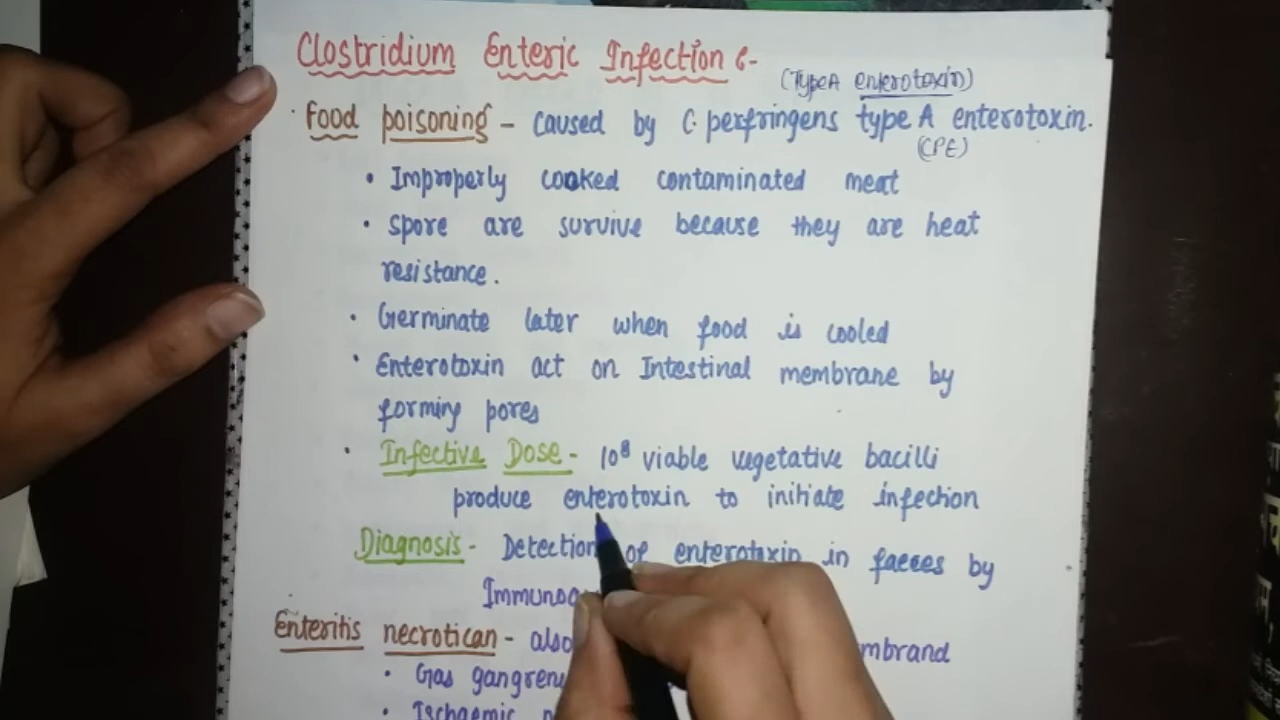 Clostridium Enteric Infection :-
(Type A enterotoxin)
Food poisoning - caused by C. perfringens type A enterotoxin.
(CPE)
• Improperly cooked contaminated meat
• Spore are survive because they are heat
resistance.
• Germinate later when food is cooled
• Enterotoxin act on Intestinal membrane by
forming pores
• Infective Dose - 10⁸ viable vegetative bacilli
produce enterotoxin to initiate infection
Diagnosis - Detection of enterotoxin in faeces by
Enteritis necrotican - also
• Gas gangren
• Ischaemic